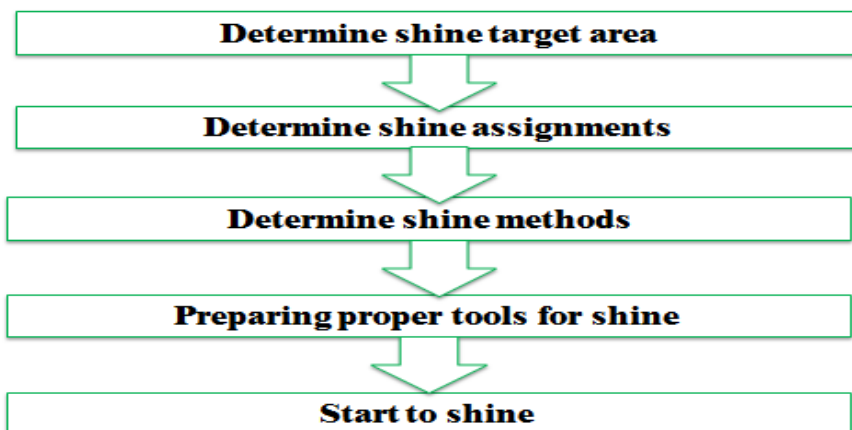 Determine shine target area
Determine shine assignments
Determine shine methods
Preparing proper tools for shine
Start to shine